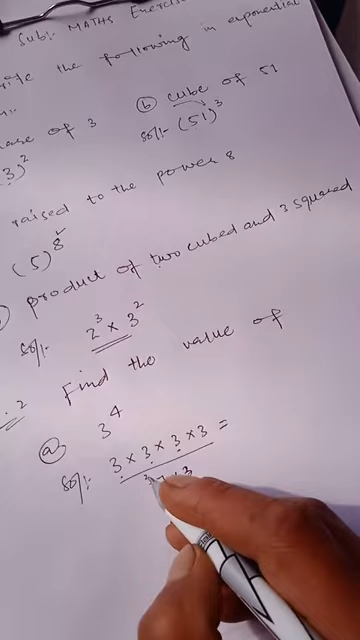 Sub:- MATHS Exercise
the following in exponential
of 3 (b) cube of 51
3)² Sol:- (51)³
raised to the power 8
(5)⁸
product of two cubed and 3 squared
Sol:- 2³ × 3²
2 Find the value of
(a) 3⁴
Sol:- 3 × 3 × 3 × 3 =
× 3